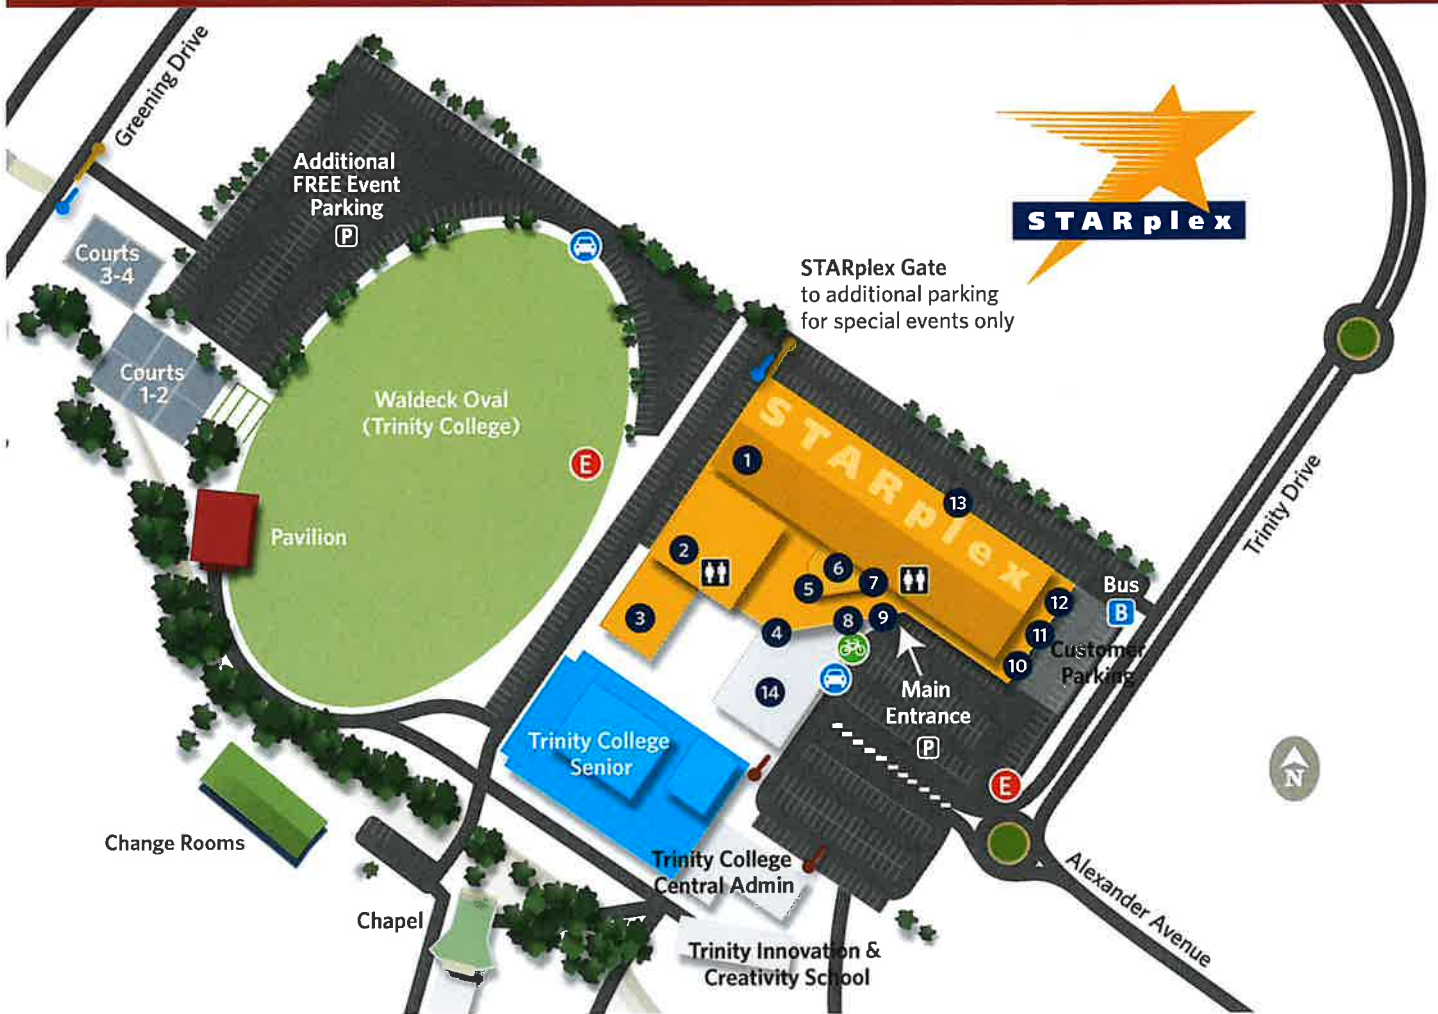 Greening Drive
Additional
FREE Event
Parking
P
Courts
3-4
STARplex
STARplex Gate
to additional parking
for special events only
Courts
1-2
Waldeck Oval
(Trinity College)
E
STARplex
1
13
Trinity Drive
Pavilion
2
6
7
5
Bus
B
12
3
4
8
9
11
Customer
Parking
10
14
Main
Entrance
P
Trinity College
Senior
N
E
Change Rooms
Trinity College
Central Admin
Alexander Avenue
Chapel
Trinity Innovation &
Creativity School